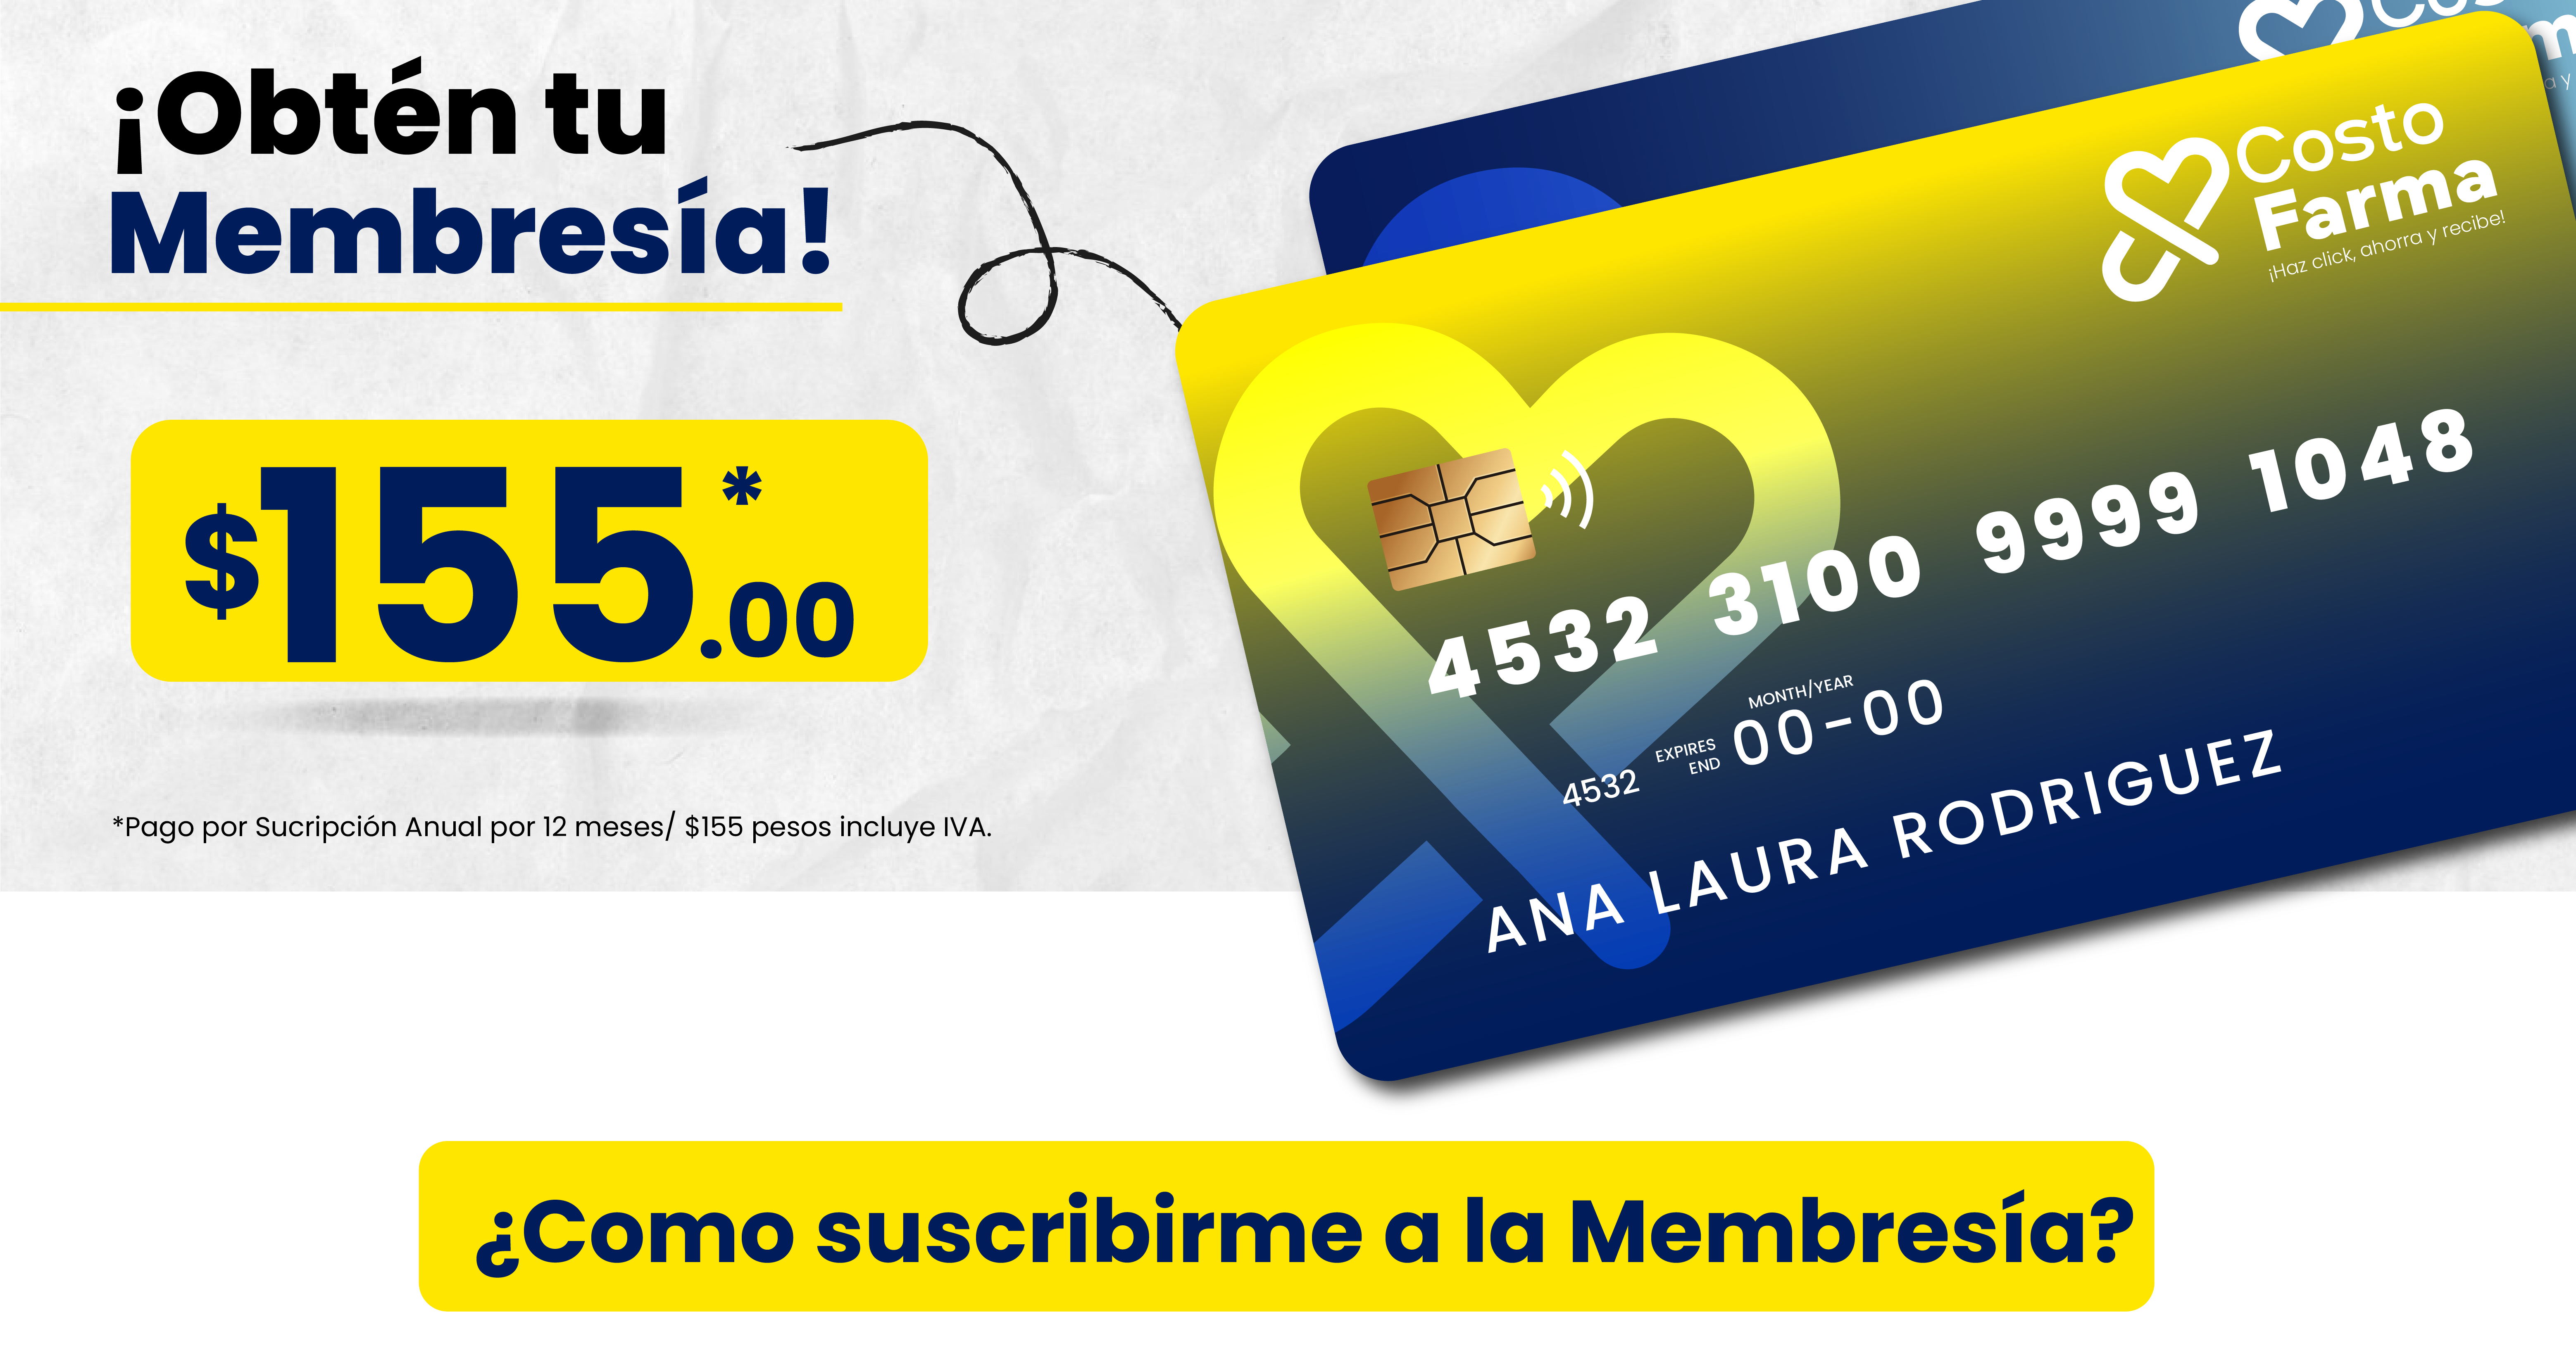 ¡Obtén tu
Membresía!
$155.00*
*Pago por Sucripción Anual por 12 meses/ $155 pesos incluye IVA.
Costo
Farma
¡Haz click, ahorra y recibe!
4532 3100 9999 1048
MONTH/YEAR
4532 EXPIRES END 00-00
ANA LAURA RODRIGUEZ
¿Como suscribirme a la Membresía?